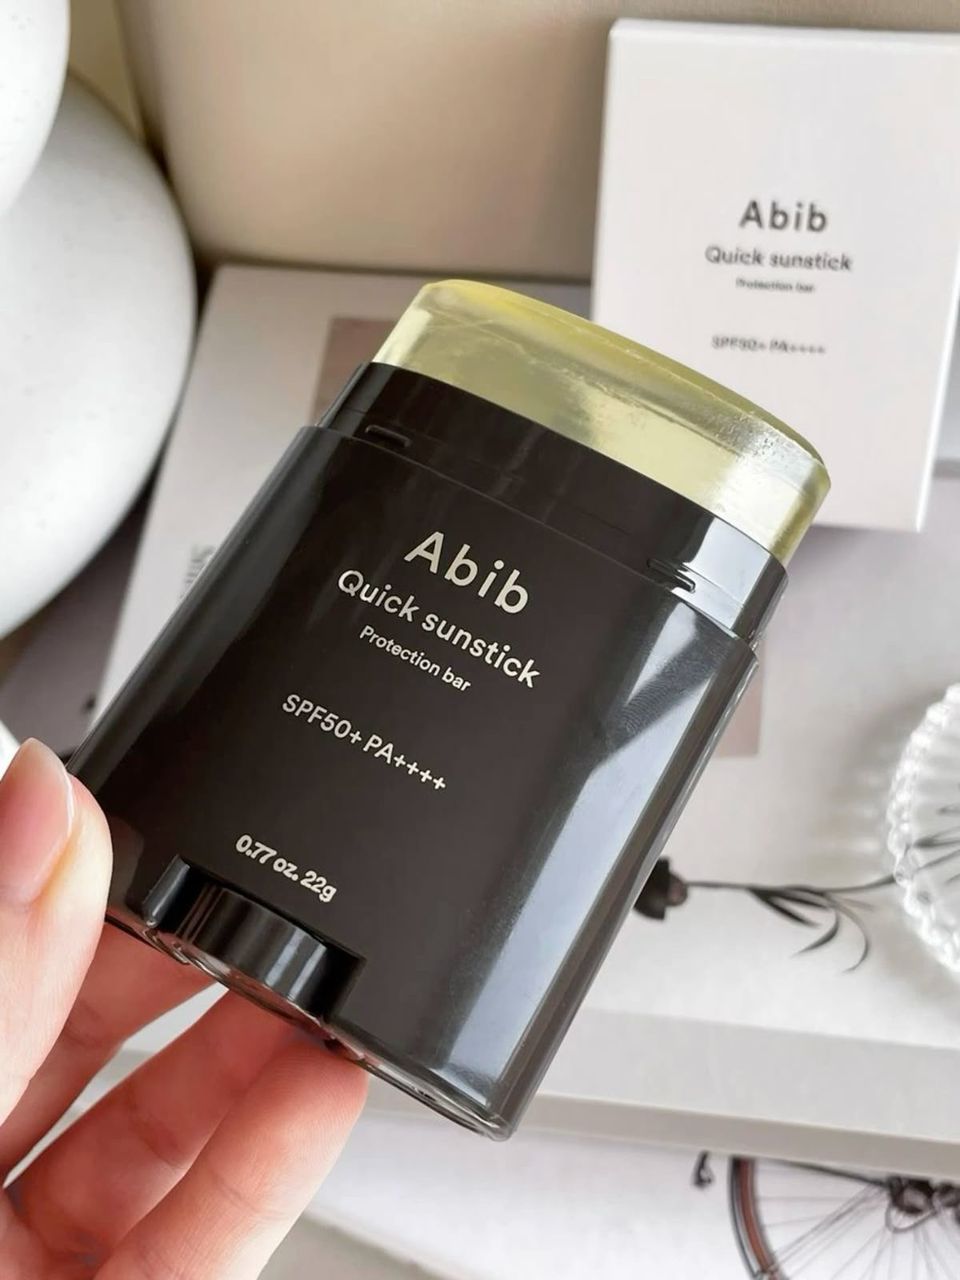 Abib
Quick sunstick
Protection bar
SPF50+ PA++++
Abib
Quick sunstick
Protection bar
SPF50+ PA++++
0.77 oz. 22g